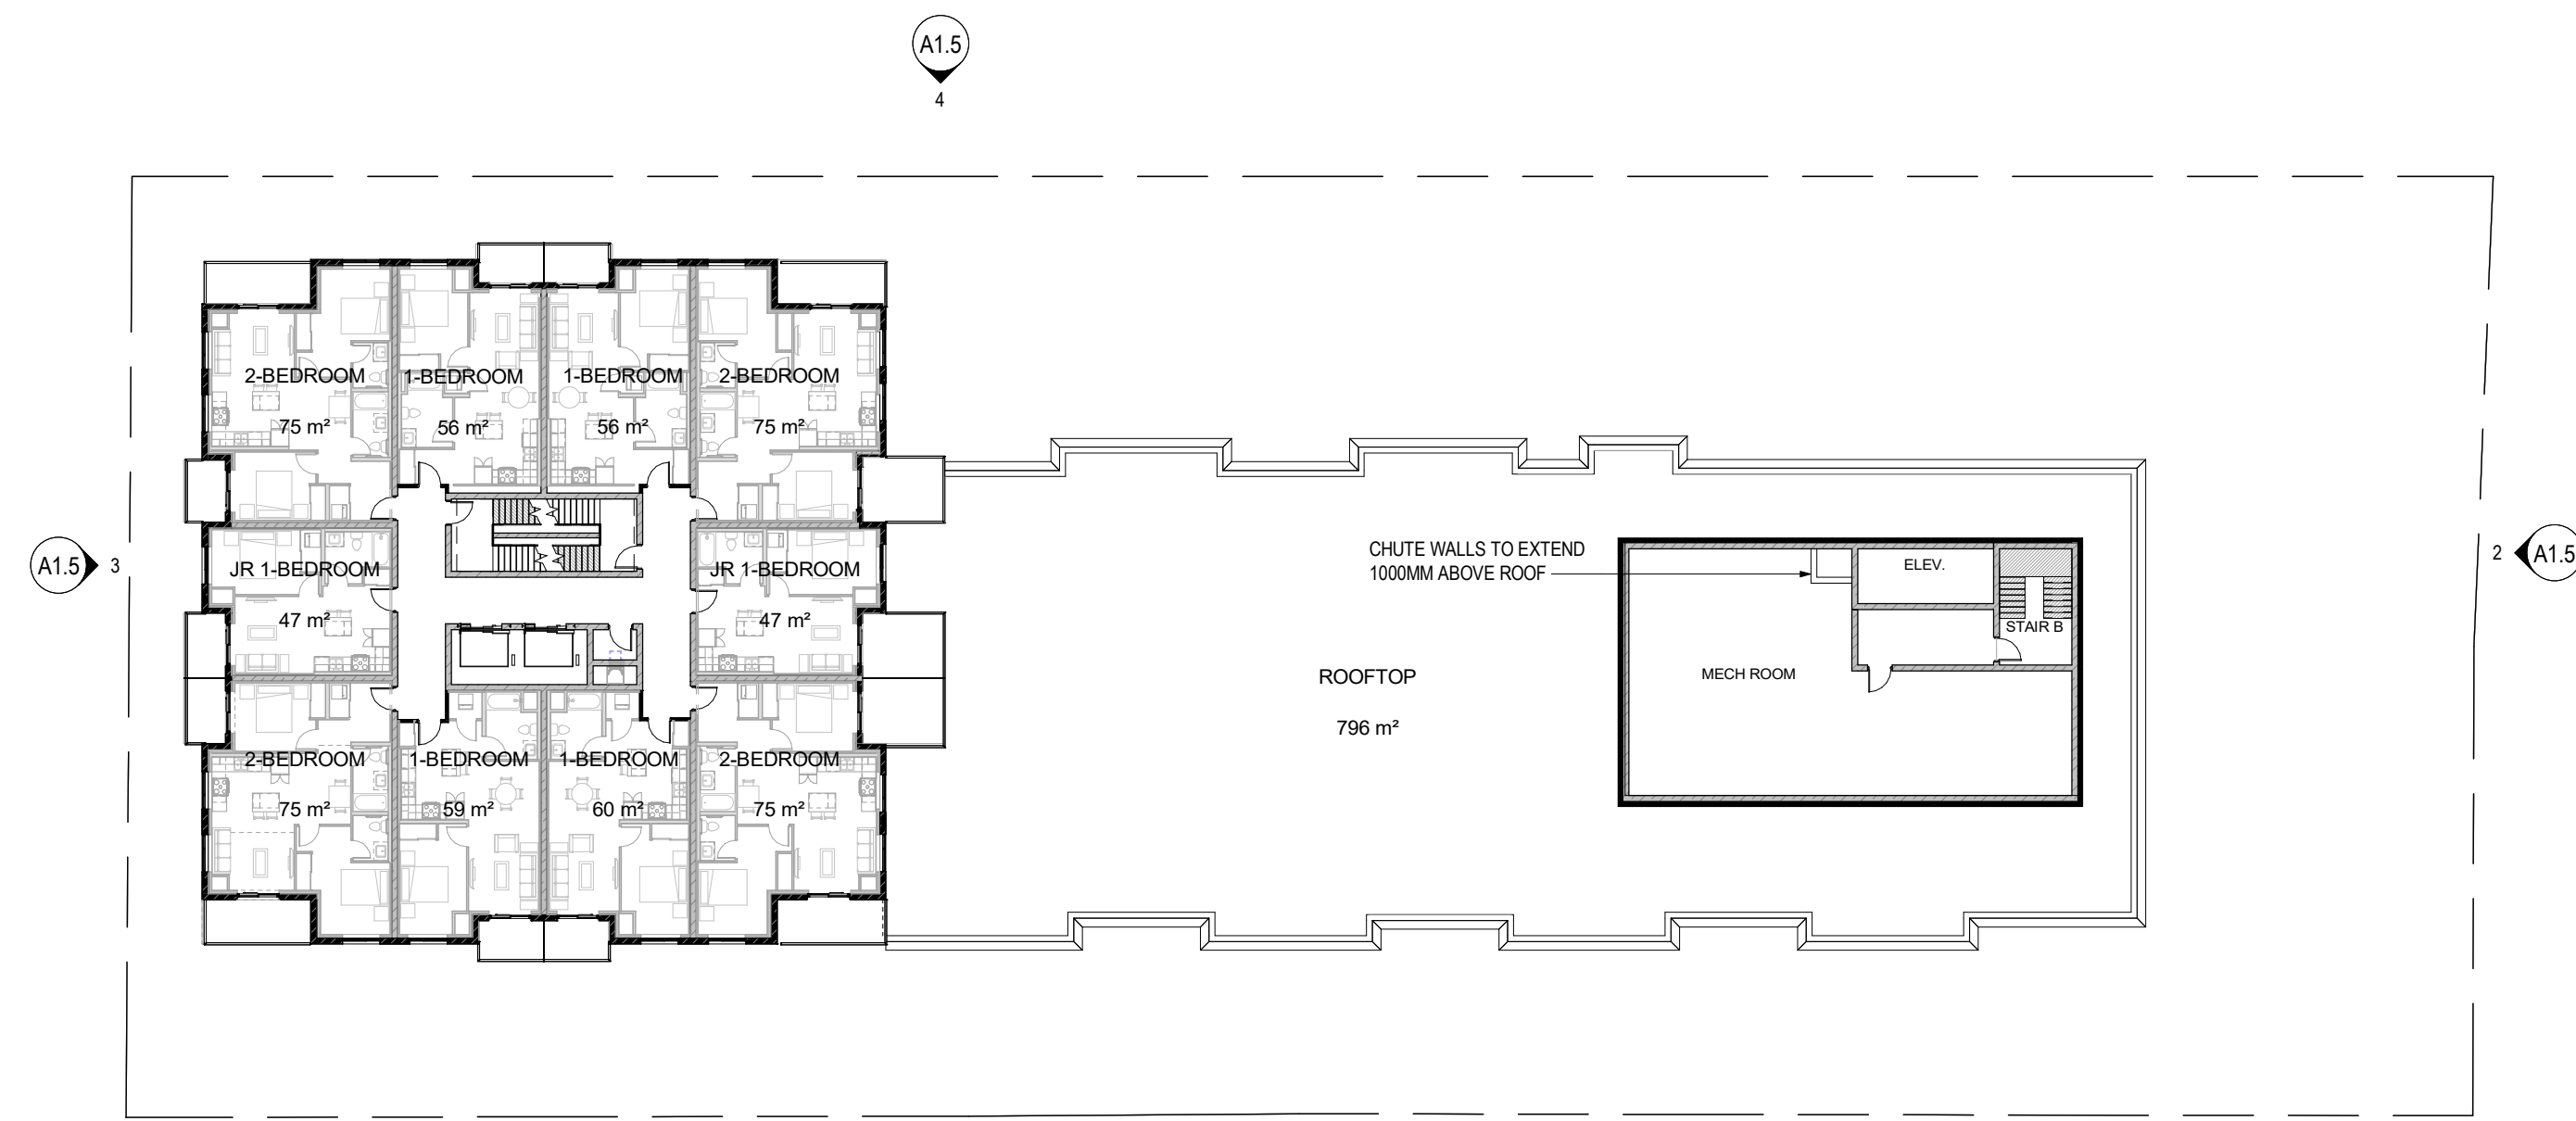 A1.5
4
2-BEDROOM
75 m²
1-BEDROOM
56 m²
1-BEDROOM
56 m²
2-BEDROOM
75 m²
A1.5
3
JR 1-BEDROOM
47 m²
JR 1-BEDROOM
47 m²
CHUTE WALLS TO EXTEND
1000MM ABOVE ROOF
ELEV.
STAIR B
MECH ROOM
2
A1.5
ROOFTOP
796 m²
2-BEDROOM
75 m²
1-BEDROOM
59 m²
1-BEDROOM
60 m²
2-BEDROOM
75 m²